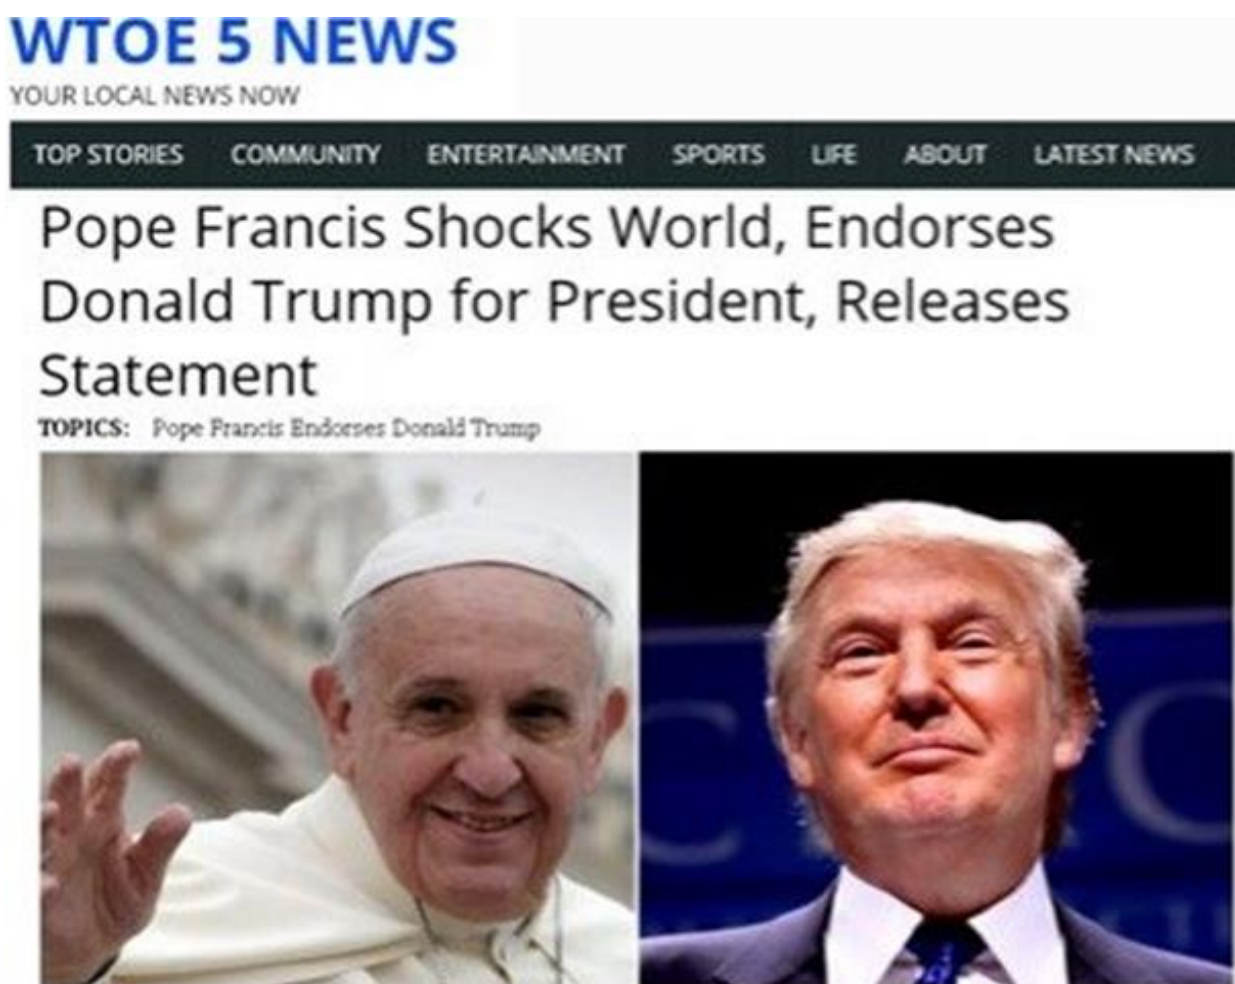 WTOE 5 NEWS
YOUR LOCAL NEWS NOW
TOP STORIES COMMUNITY ENTERTAINMENT SPORTS LIFE ABOUT LATEST NEWS
Pope Francis Shocks World, Endorses
Donald Trump for President, Releases
Statement
TOPICS: Pope Francis Endorses Donald Trump